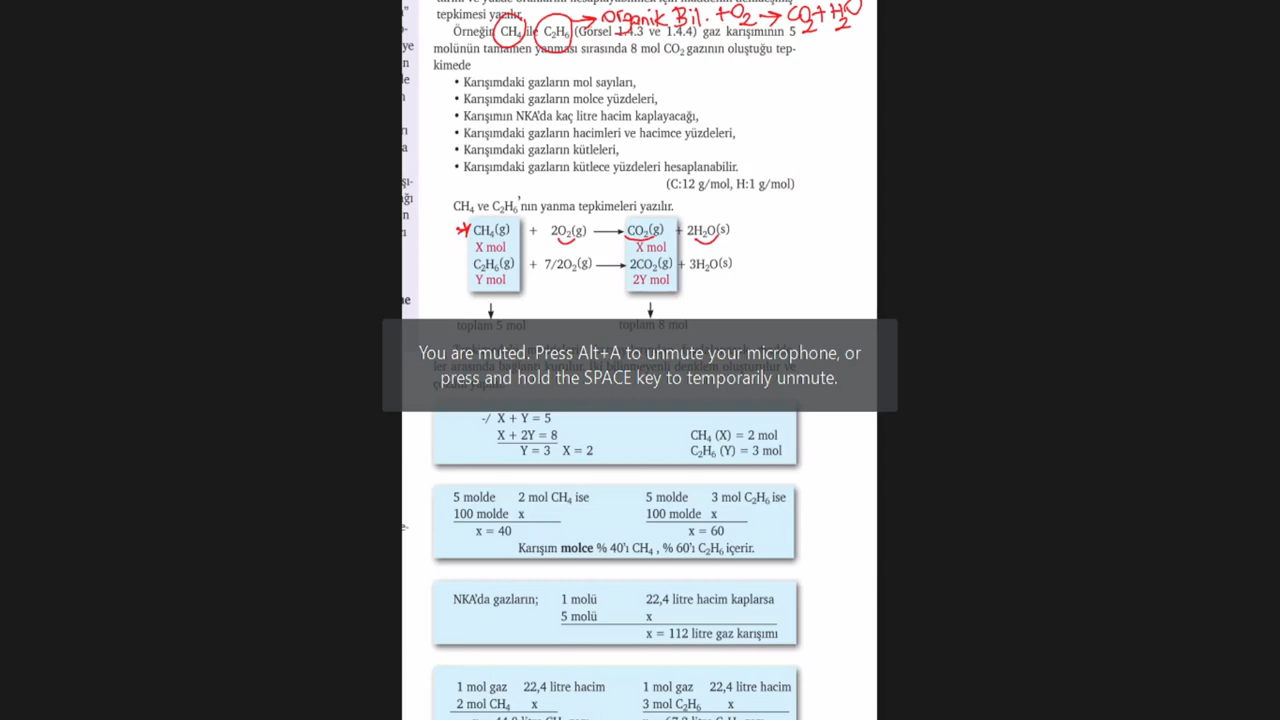 tepkimesi yazılır.
→ Organik Bil. + O2 → CO2 + H2O
Örneğin CH4 ile C2H6 (Görsel 1.4.3 ve 1.4.4) gaz karışımının 5
molünün tamamen yanması sırasında 8 mol CO2 gazının oluştuğu tep-
kimede
• Karışımdaki gazların mol sayıları,
• Karışımdaki gazların molce yüzdeleri,
• Karışımın NKA'da kaç litre hacim kaplayacağı,
• Karışımdaki gazların hacimleri ve hacimce yüzdeleri,
• Karışımdaki gazların kütleleri,
• Karışımdaki gazların kütlece yüzdeleri hesaplanabilir.
(C:12 g/mol, H:1 g/mol)
CH4 ve C2H6'nın yanma tepkimeleri yazılır.
CH4(g) + 2O2(g) → CO2(g) + 2H2O(s)
X mol X mol
C2H6(g) + 7/2O2(g) → 2CO2(g) + 3H2O(s)
Y mol 2Y mol
toplam 5 mol toplam 8 mol
You are muted. Press Alt+A to unmute your microphone, or
press and hold the SPACE key to temporarily unmute.
-/ X + Y = 5
X + 2Y = 8 CH4 (X) = 2 mol
Y = 3 X = 2 C2H6 (Y) = 3 mol
5 molde 2 mol CH4 ise 5 molde 3 mol C2H6 ise
100 molde x 100 molde x
x = 40 x = 60
Karışım molce % 40'ı CH4 , % 60'ı C2H6 içerir.
NKA'da gazların; 1 molü 22,4 litre hacim kaplarsa
5 molü x
x = 112 litre gaz karışımı
1 mol gaz 22,4 litre hacim 1 mol gaz 22,4 litre hacim
2 mol CH4 x 3 mol C2H6 x